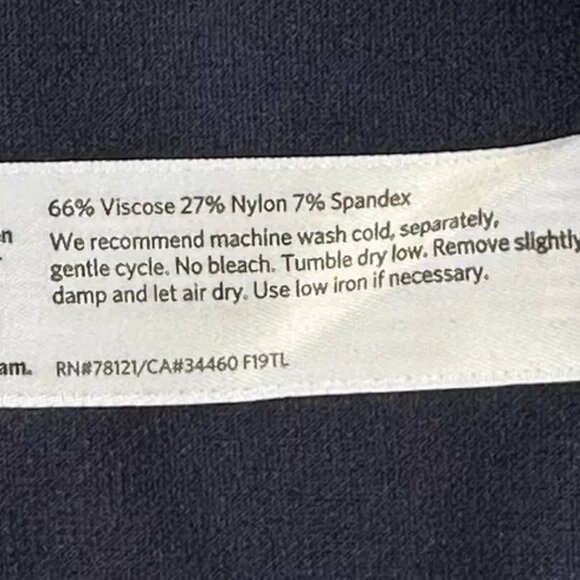 66% Viscose 27% Nylon 7% Spandex
We recommend machine wash cold, separately,
gentle cycle. No bleach. Tumble dry low. Remove slightly
damp and let air dry. Use low iron if necessary.
am. RN#78121/CA#34460 F19TL